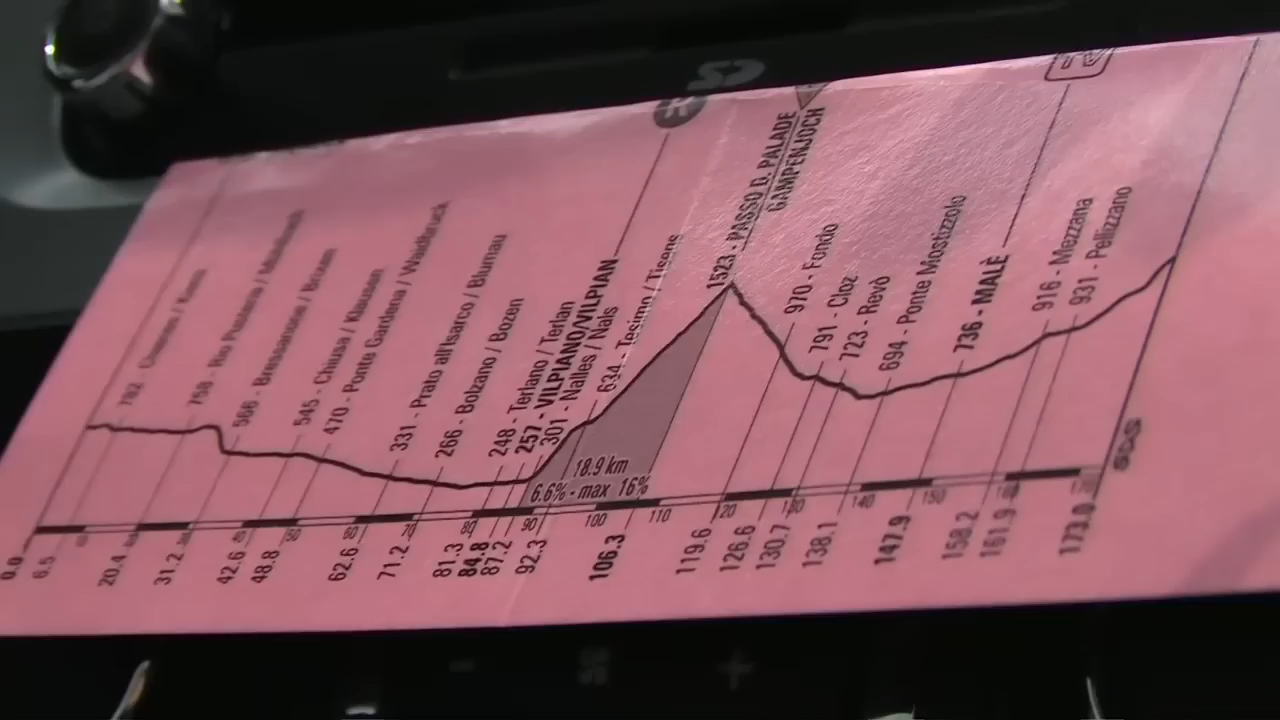 566 - Bressanone / Brixen
545 - Chiusa / Klausen
470 - Ponte Gardena / Waidbruck
331 - Prato all'Isarco / Blumau
266 - Bolzano / Bozen
248 - Terlano / Terlan
257 - VILPIANO/VILPIAN
301 - Nalles / Nals
634 - Tesimo / Tisens
1523 - PASSO D. PALADE
GAMPENJOCH
970 - Fondo
791 - Cloz
723 - Revò
694 - Ponte Mostizzolo
736 - MALÈ
916 - Mezzana
931 - Pellizzano
18.9 km
6.6% - max 16%
80 90 100 110 120 130 140 150
0.0
6.5
20.4
31.2
42.6
48.8
62.6
71.2
81.3
84.8
87.2
92.3
106.3
119.6
126.6
130.7
138.1
147.9
158.2
161.9
173.0